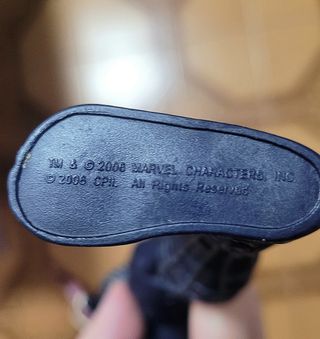 TM & © 2006 MARVEL CHARACTERS, INC
© 2006 CPII. All Rights Reserved